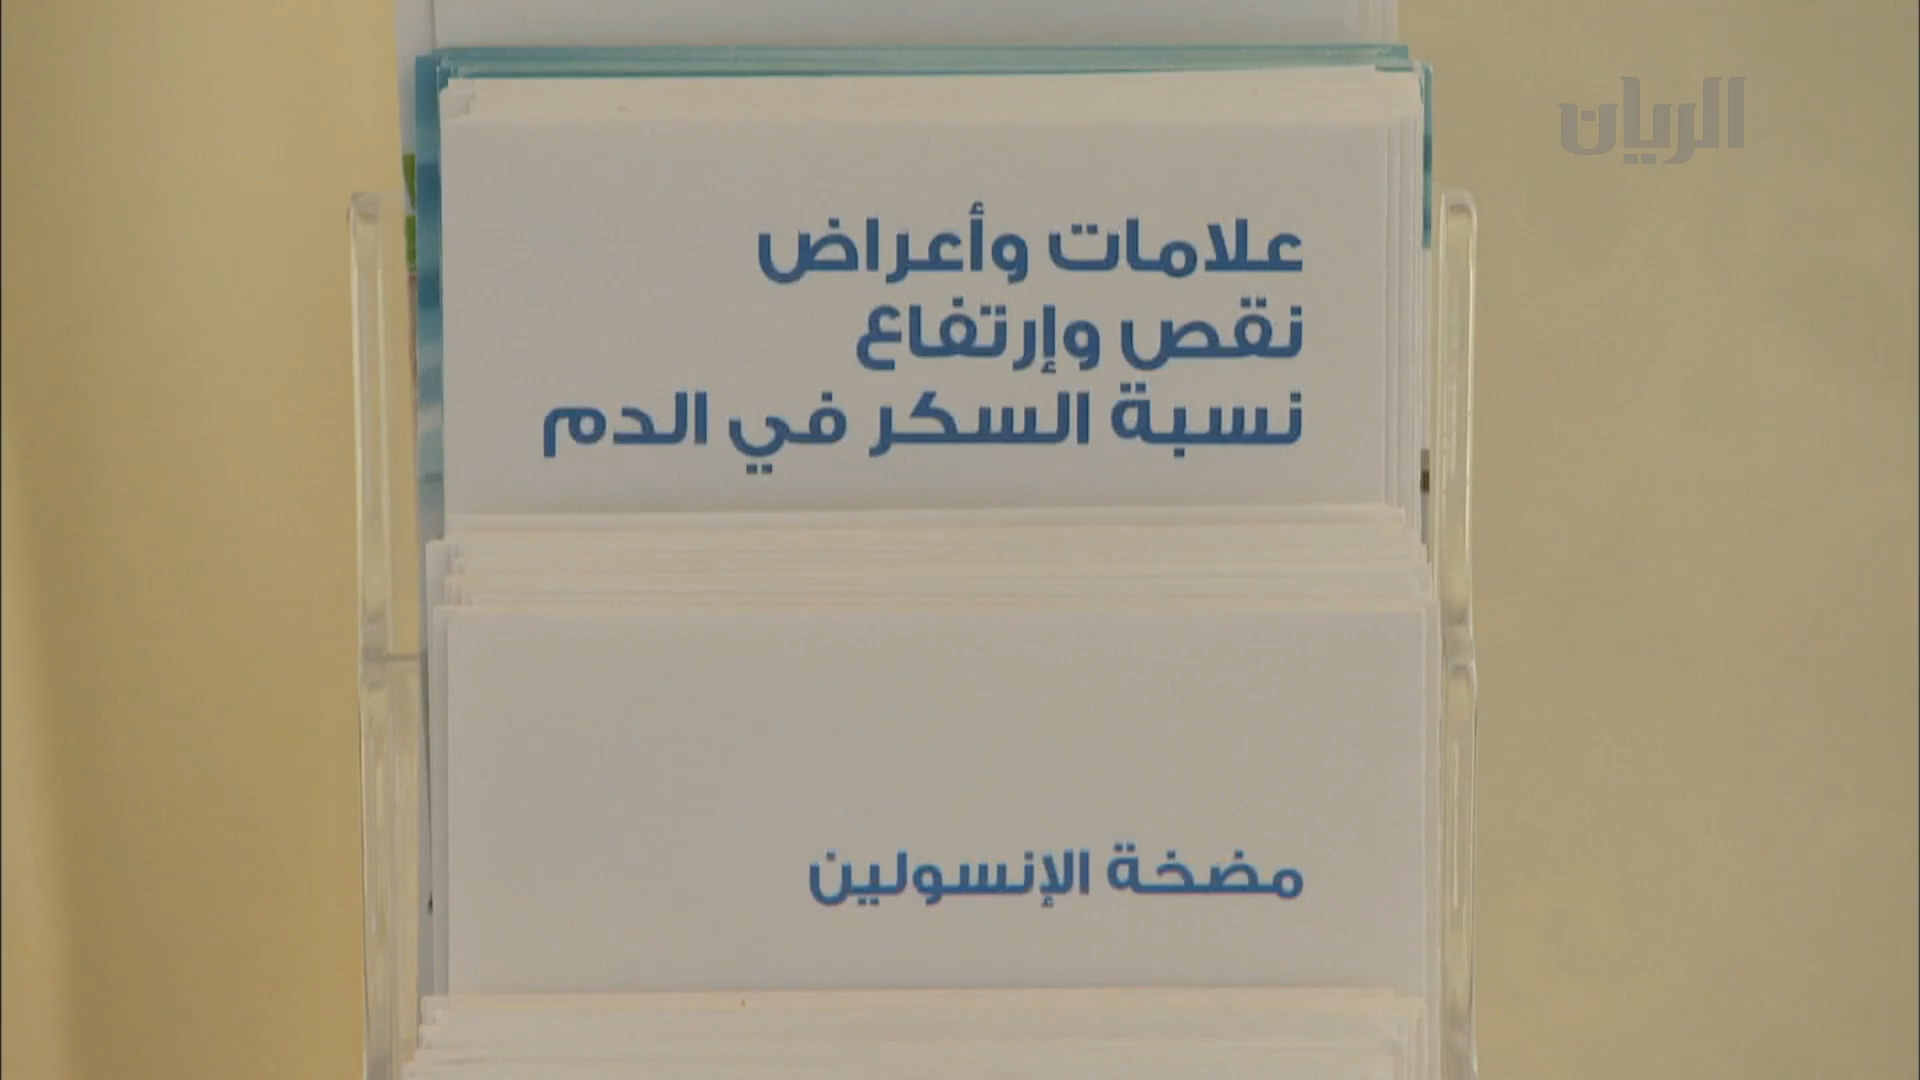 الريان
علامات وأعراض
نقص وإرتفاع
نسبة السكر في الدم
مضخة الإنسولين